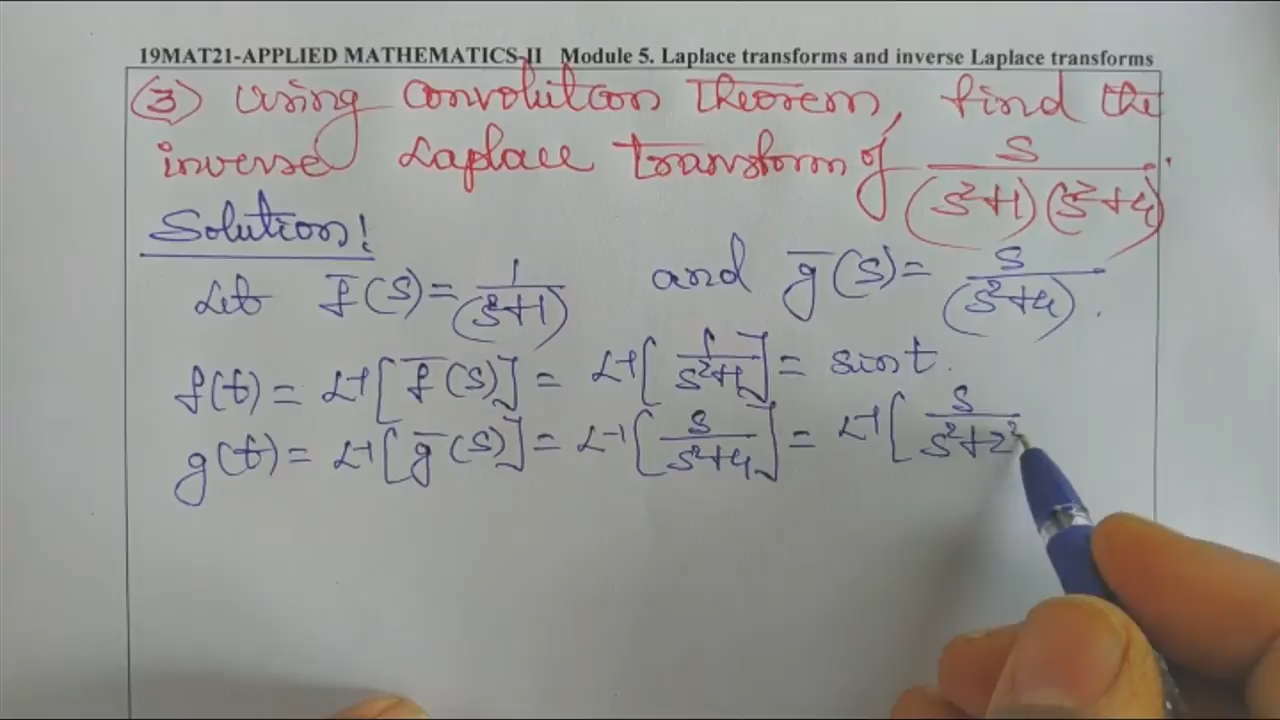 19MAT21-APPLIED MATHEMATICS-II Module 5. Laplace transforms and inverse Laplace transforms
(3) Using Convolution Theorem, find the
inverse Laplace transform of s/((s²+1)(s²+4)).
Solution!
Let f̄(s) = 1/(s²+1) and ḡ(s) = s/(s²+4).
f(t) = L⁻¹[f̄(s)] = L⁻¹[1/(s²+1)] = sint.
g(t) = L⁻¹[ḡ(s)] = L⁻¹[s/(s²+4)] = L⁻¹[s/(s²+2²)